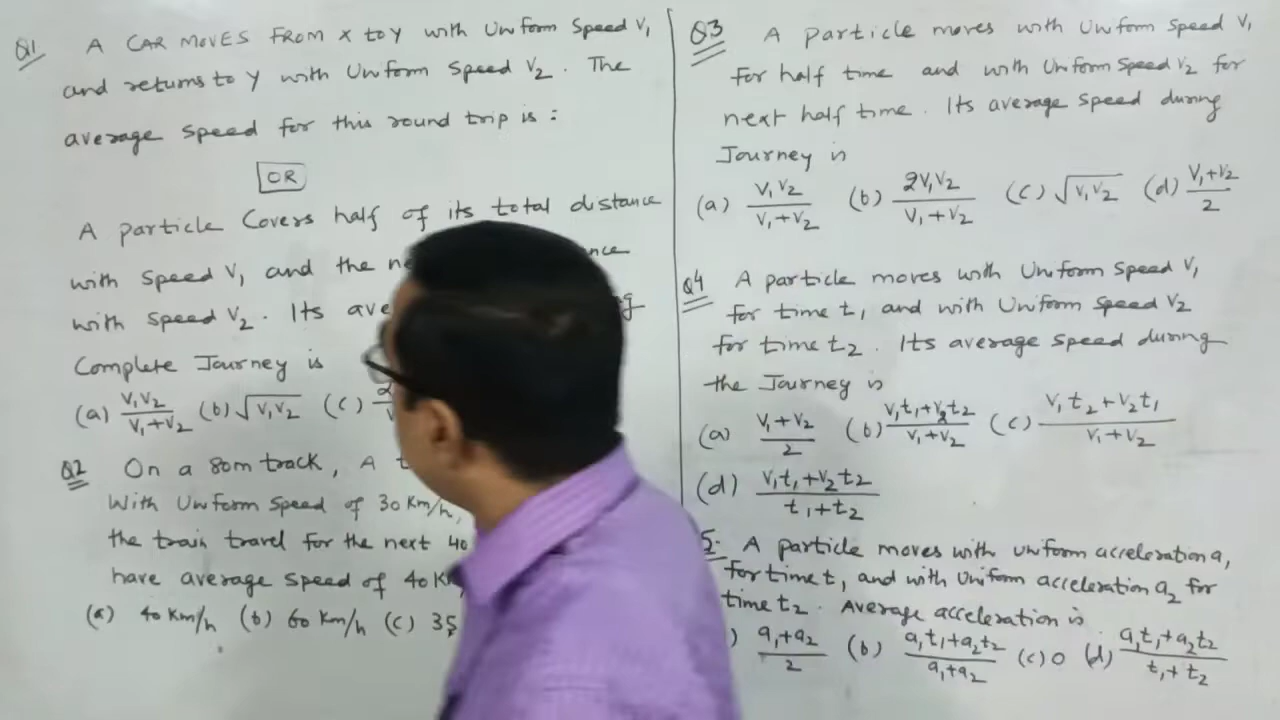 Q1 A CAR MOVES FROM X to Y with Uniform Speed V₁
and returns to Y with Uniform Speed V₂. The
average Speed for this round trip is :
OR
A particle Covers half of its total distance
with Speed V₁ and the
with Speed V₂. Its
Complete Journey is
(a) V₁V₂/V₁+V₂ (b) √V₁V₂ (c)
Q2 On a 80m track, A
With Uniform Speed of 30 Km/h,
the train travel for the next 40
have average Speed of 40
(a) 40 Km/h (b) 60 Km/h (c) 35
Q3 A particle moves with Uniform Speed V₁
for half time and with Uniform Speed V₂ for
next half time. Its average Speed during
Journey is
(a) V₁V₂/V₁+V₂ (b) 2V₁V₂/V₁+V₂ (c) √V₁V₂ (d) V₁+V₂/2
Q4 A particle moves with Uniform Speed V₁
for time t₁ and with Uniform Speed V₂
for time t₂. Its average Speed during
the Journey is
(a) V₁+V₂/2 (b) V₁t₁+V₂t₂/V₁+V₂ (c) V₁t₂+V₂t₁/V₁+V₂
(d) V₁t₁+V₂t₂/t₁+t₂
5. A particle moves with uniform acceleration a₁
for time t₁ and with Uniform acceleration a₂ for
time t₂. Average acceleration is
) a₁+a₂/2 (b) a₁t₁+a₂t₂/a₁+a₂ (c) 0 (d) a₁t₁+a₂t₂/t₁+t₂